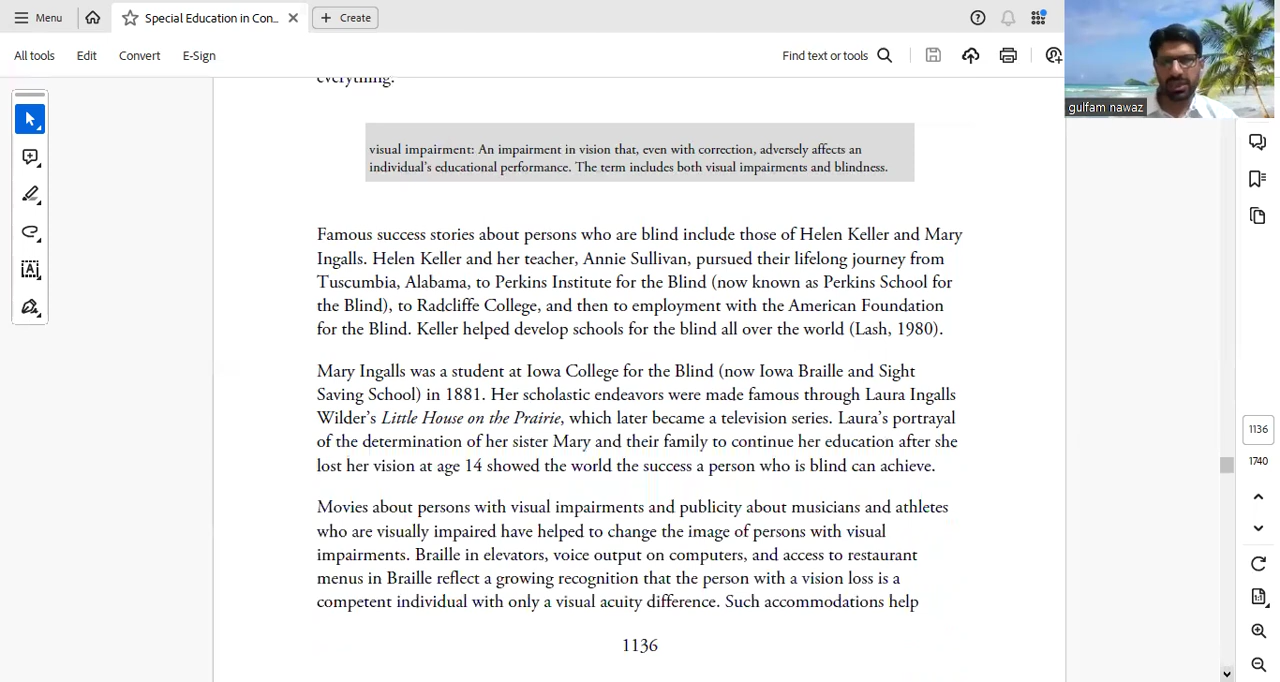 Menu
Special Education in Con...
Create
All tools
Edit
Convert
E-Sign
Find text or tools
gulfam nawaz
everything.
visual impairment: An impairment in vision that, even with correction, adversely affects an
individual's educational performance. The term includes both visual impairments and blindness.
Famous success stories about persons who are blind include those of Helen Keller and Mary
Ingalls. Helen Keller and her teacher, Annie Sullivan, pursued their lifelong journey from
Tuscumbia, Alabama, to Perkins Institute for the Blind (now known as Perkins School for
the Blind), to Radcliffe College, and then to employment with the American Foundation
for the Blind. Keller helped develop schools for the blind all over the world (Lash, 1980).
Mary Ingalls was a student at Iowa College for the Blind (now Iowa Braille and Sight
Saving School) in 1881. Her scholastic endeavors were made famous through Laura Ingalls
Wilder's Little House on the Prairie, which later became a television series. Laura's portrayal
of the determination of her sister Mary and their family to continue her education after she
lost her vision at age 14 showed the world the success a person who is blind can achieve.
Movies about persons with visual impairments and publicity about musicians and athletes
who are visually impaired have helped to change the image of persons with visual
impairments. Braille in elevators, voice output on computers, and access to restaurant
menus in Braille reflect a growing recognition that the person with a vision loss is a
competent individual with only a visual acuity difference. Such accommodations help
1136
1136
1740